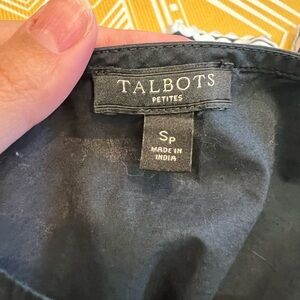 TALBOTS
PETITES
SP
MADE IN
INDIA